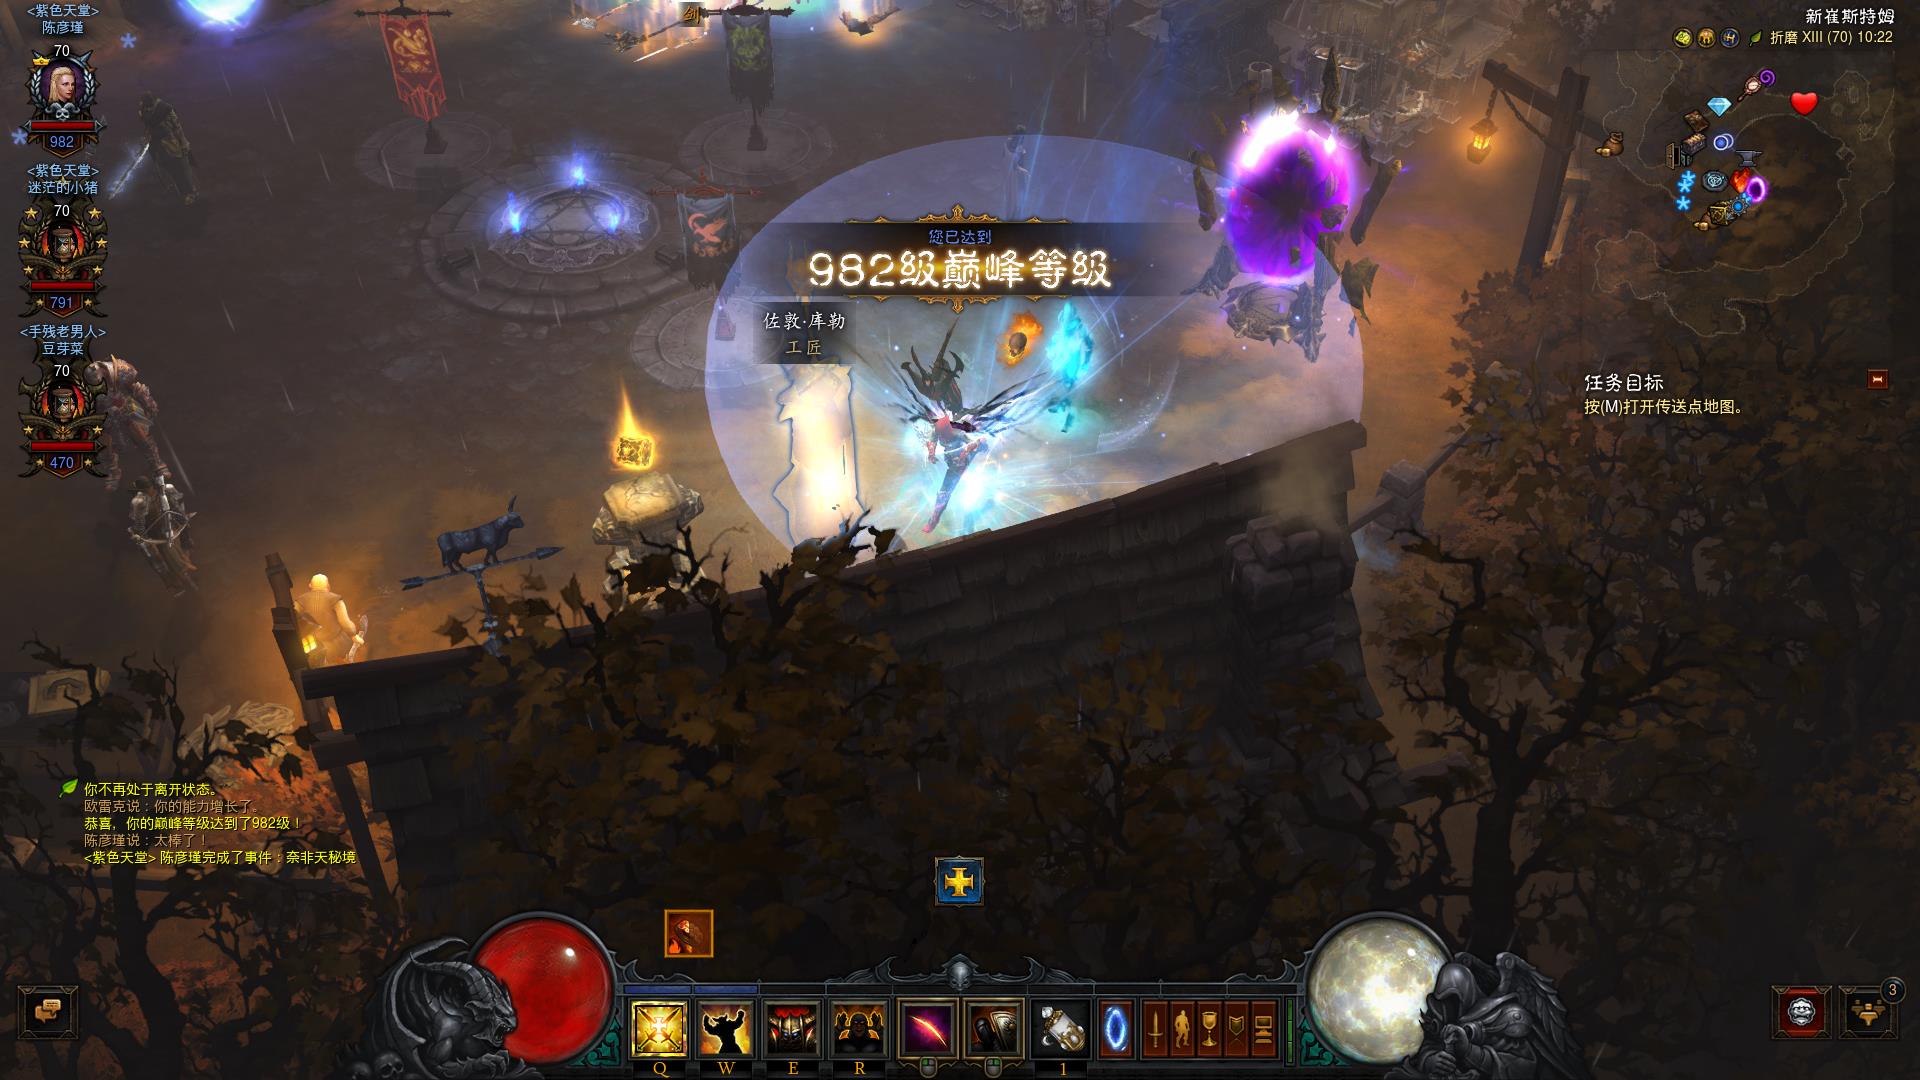 <紫色天堂>
陈彦瑾
70
982
<紫色天堂>
迷茫的小猪
70
791
<手残老男人>
豆芽菜
70
470
剑
新崔斯特姆
折磨 XIII (70) 10:22
您已达到
982级巅峰等级
佐敦·库勒
工匠
任务目标
按(M)打开传送点地图。
你不再处于离开状态。
欧雷克说：你的能力增长了。
恭喜，你的巅峰等级达到了982级！
陈彦瑾说：太棒了！
<紫色天堂> 陈彦瑾完成了事件：奈非天秘境
3
Q W E R 1